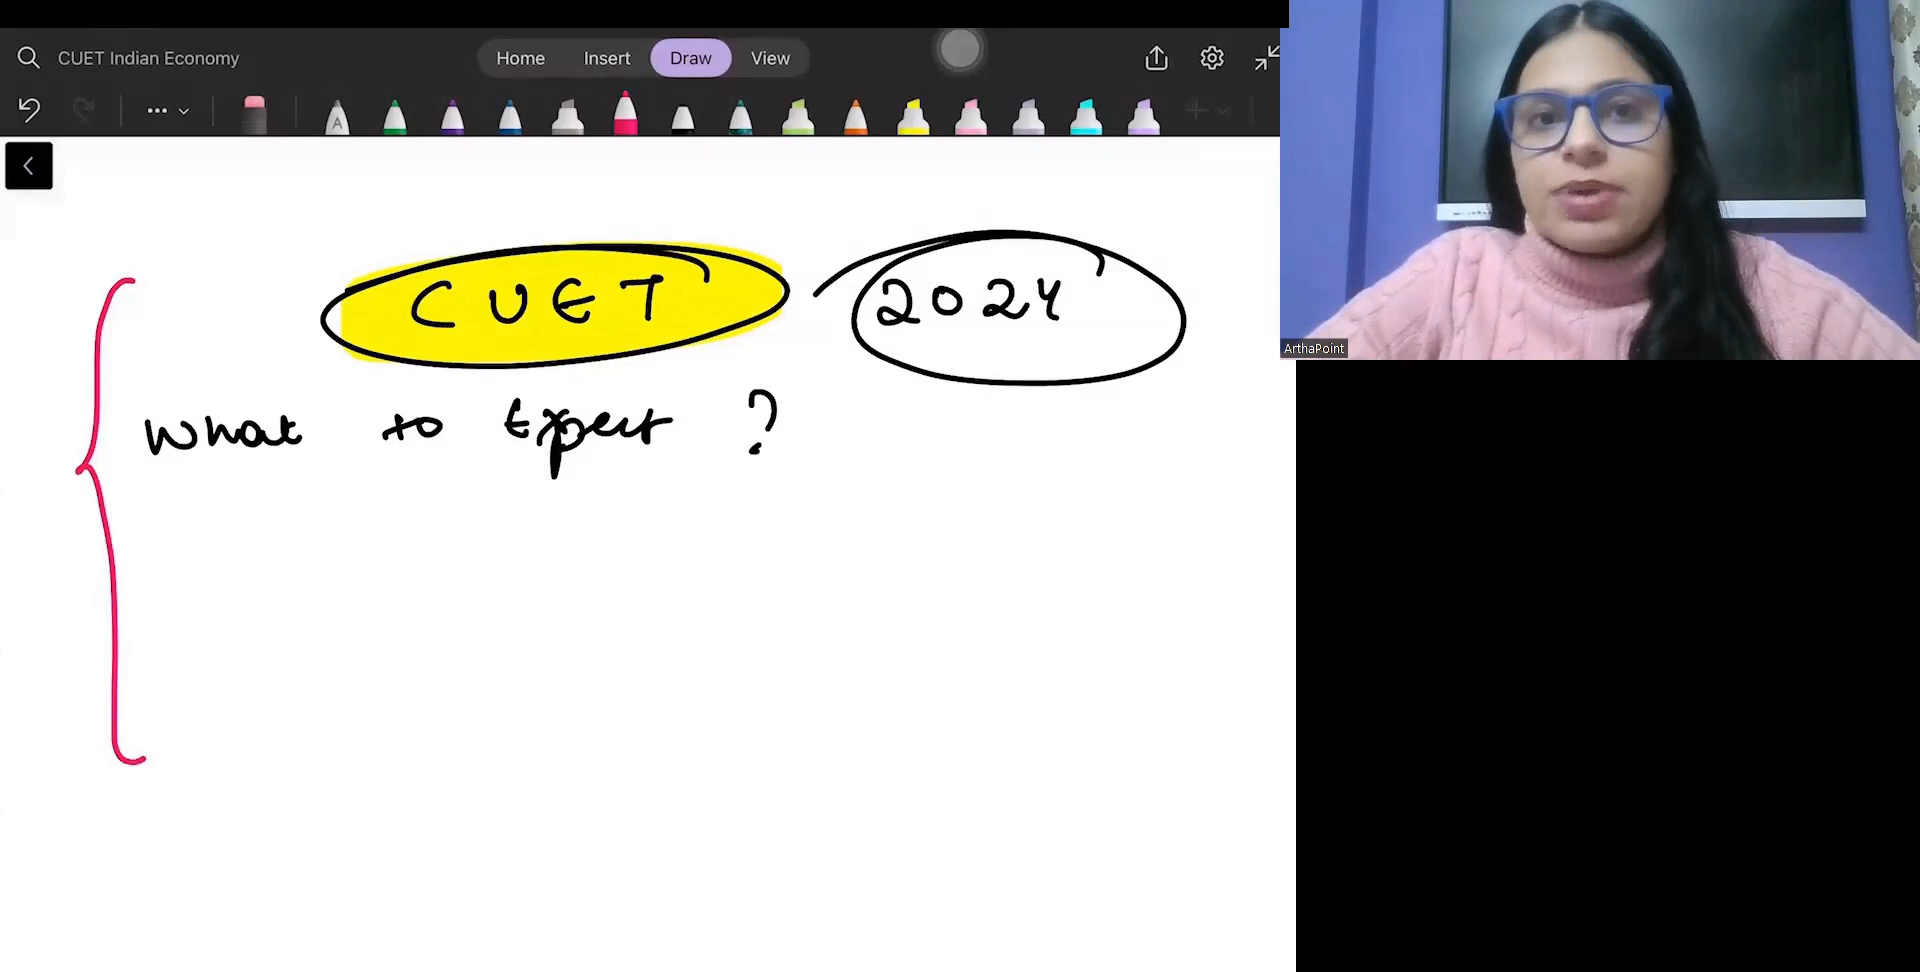 CUET Indian Economy
Home Insert Draw View
A
CUET 2024
What to Expect ?
ArthaPoint